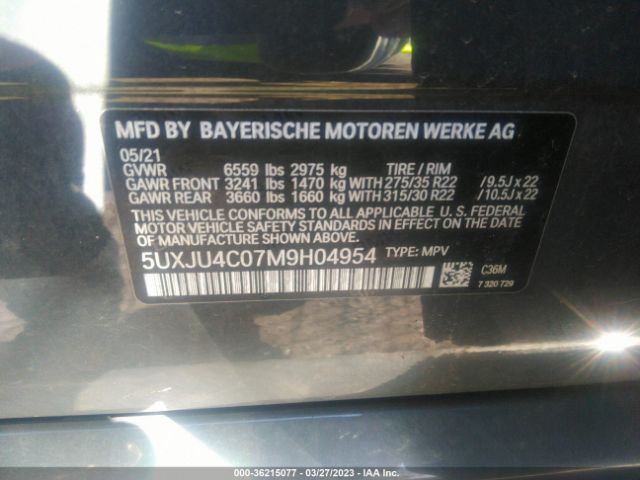 MFD BY BAYERISCHE MOTOREN WERKE AG
05/21
GVWR 6559 lbs 2975 kg TIRE / RIM
GAWR FRONT 3241 lbs 1470 kg WITH 275/35 R22 /9.5J x 22
GAWR REAR 3660 lbs 1660 kg WITH 315/30 R22 /10.5J x 22
THIS VEHICLE CONFORMS TO ALL APPLICABLE U. S. FEDERAL
MOTOR VEHICLE SAFETY STANDARDS IN EFFECT ON THE DATE
OF MANUFACTURE SHOWN ABOVE.
5UXJU4C07M9H04954 TYPE: MPV
C36M
7 320 729
000-36215077 - 03/27/2023 - IAA Inc.